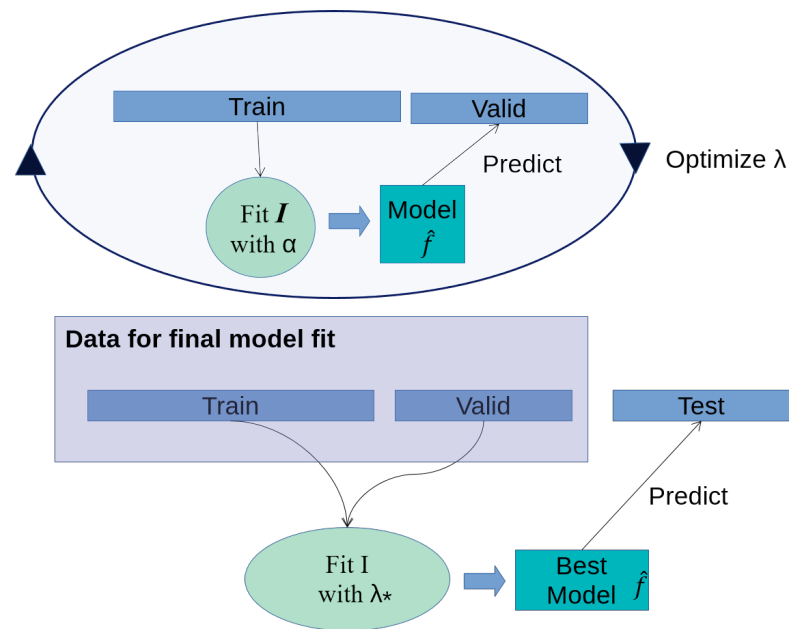 Train
Valid
Predict
Optimize λ
Fit I
with α
Model
f̂
Data for final model fit
Train
Valid
Test
Predict
Fit I
with λ*
Best
Model f̂